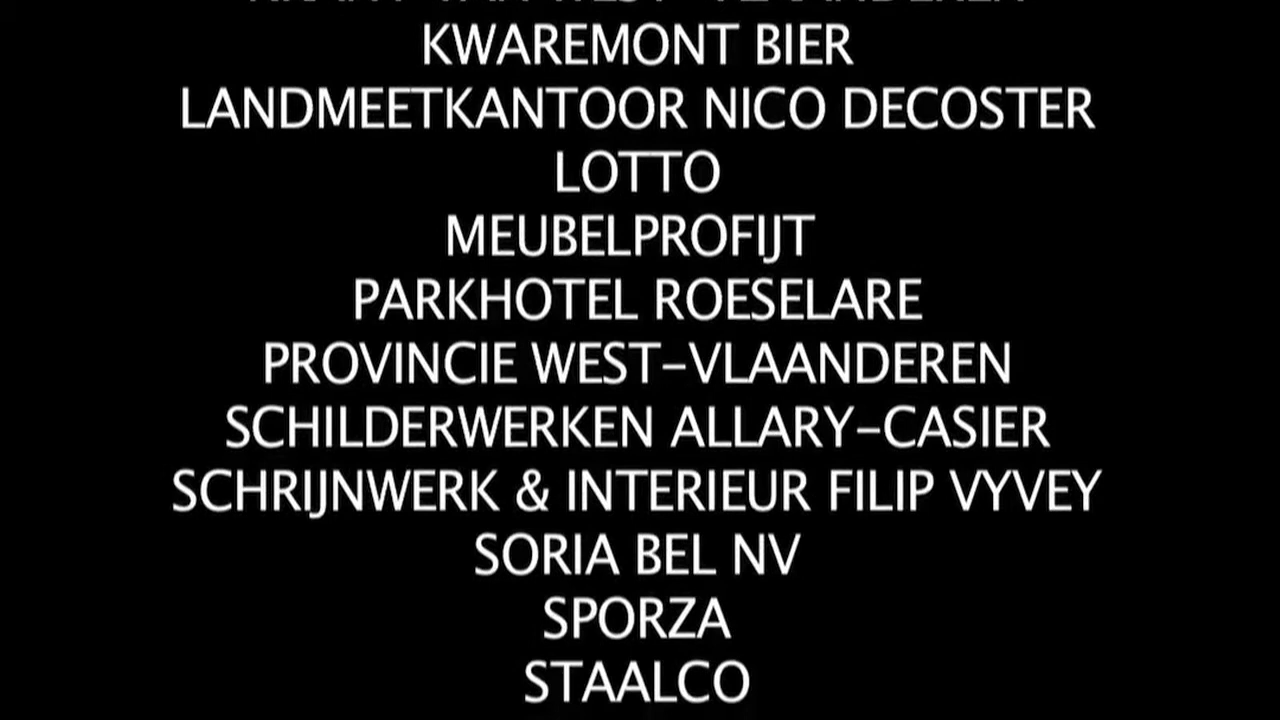 KWAREMONT BIER
LANDMEETKANTOOR NICO DECOSTER
LOTTO
MEUBELPROFIJT
PARKHOTEL ROESELARE
PROVINCIE WEST-VLAANDEREN
SCHILDERWERKEN ALLARY-CASIER
SCHRIJNWERK & INTERIEUR FILIP VYVEY
SORIA BEL NV
SPORZA
STAALCO